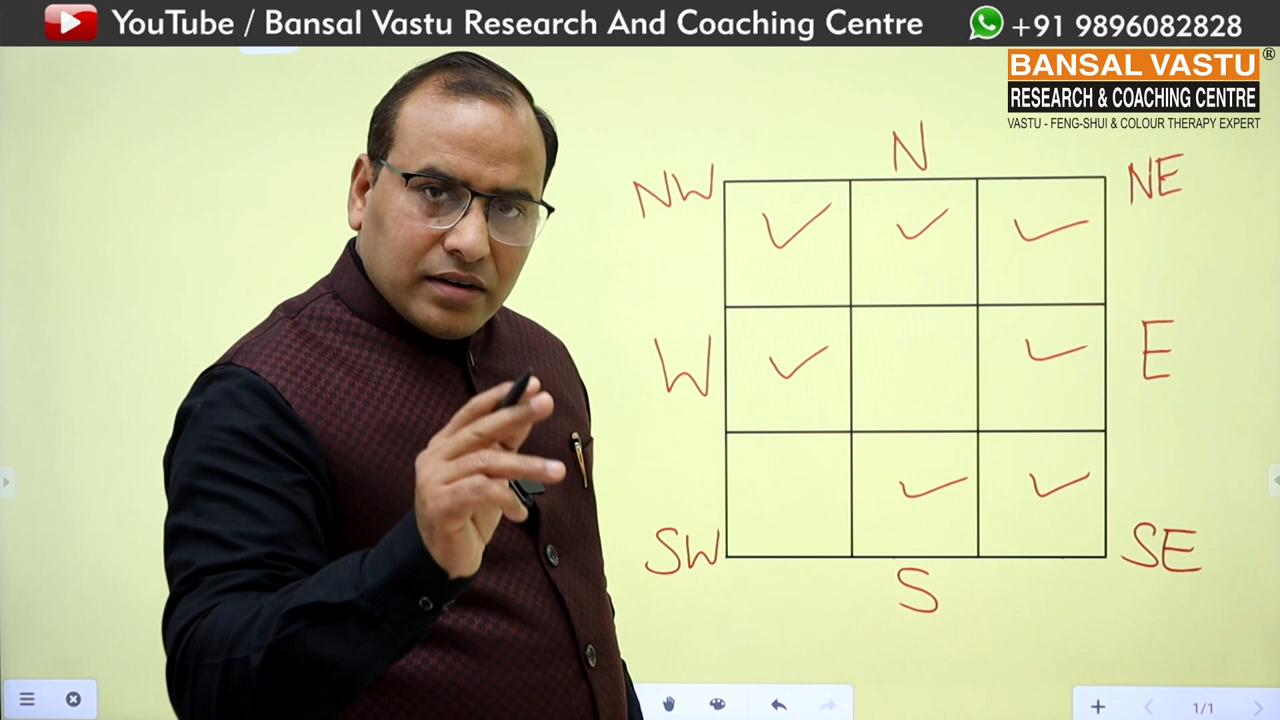 YouTube / Bansal Vastu Research And Coaching Centre
+91 9896082828
BANSAL VASTU®
RESEARCH & COACHING CENTRE
VASTU - FENG-SHUI & COLOUR THERAPY EXPERT
N
NW
NE
W
E
SW
SE
S
1/1